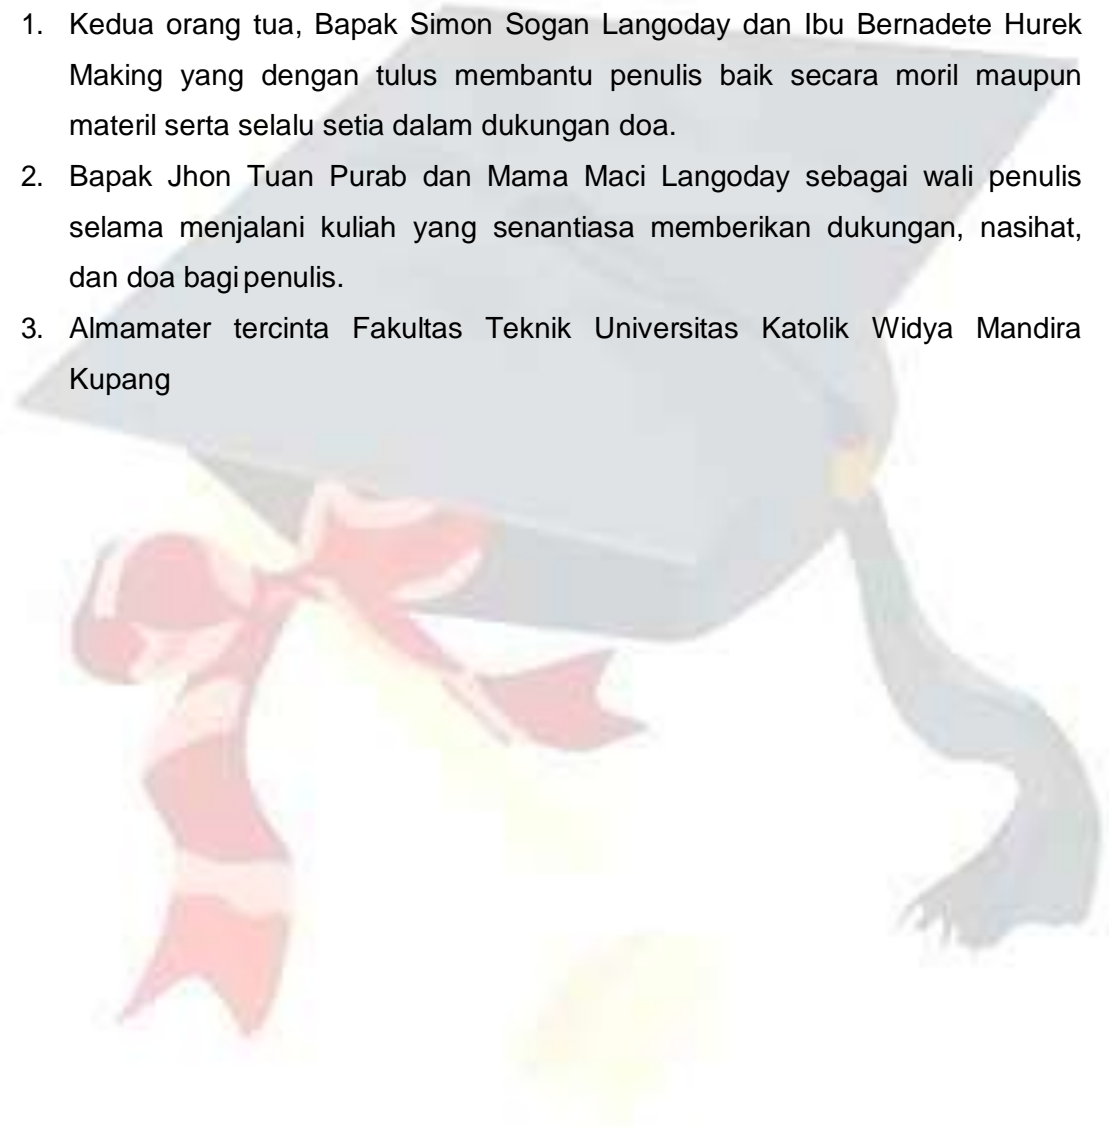 1. Kedua orang tua, Bapak Simon Sogan Langoday dan Ibu Bernadete Hurek
Making yang dengan tulus membantu penulis baik secara moril maupun
materil serta selalu setia dalam dukungan doa.
2. Bapak Jhon Tuan Purab dan Mama Maci Langoday sebagai wali penulis
selama menjalani kuliah yang senantiasa memberikan dukungan, nasihat,
dan doa bagi penulis.
3. Almamater tercinta Fakultas Teknik Universitas Katolik Widya Mandira
Kupang